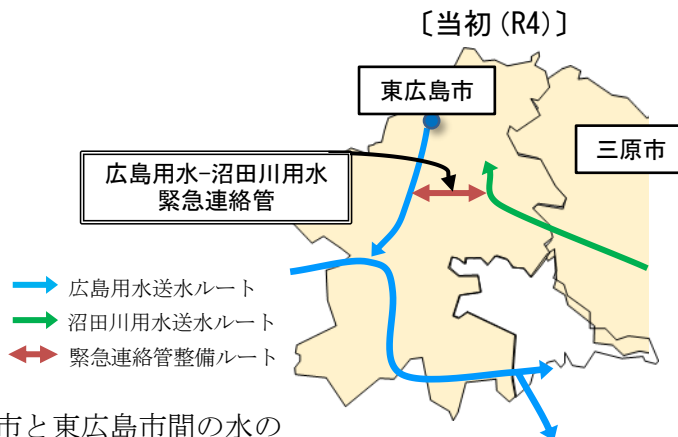 〔当初(R4)〕
東広島市
三原市
広島用水-沼田川用水
緊急連絡管
広島用水送水ルート
沼田川用水送水ルート
緊急連絡管整備ルート
市と東広島市間の水の